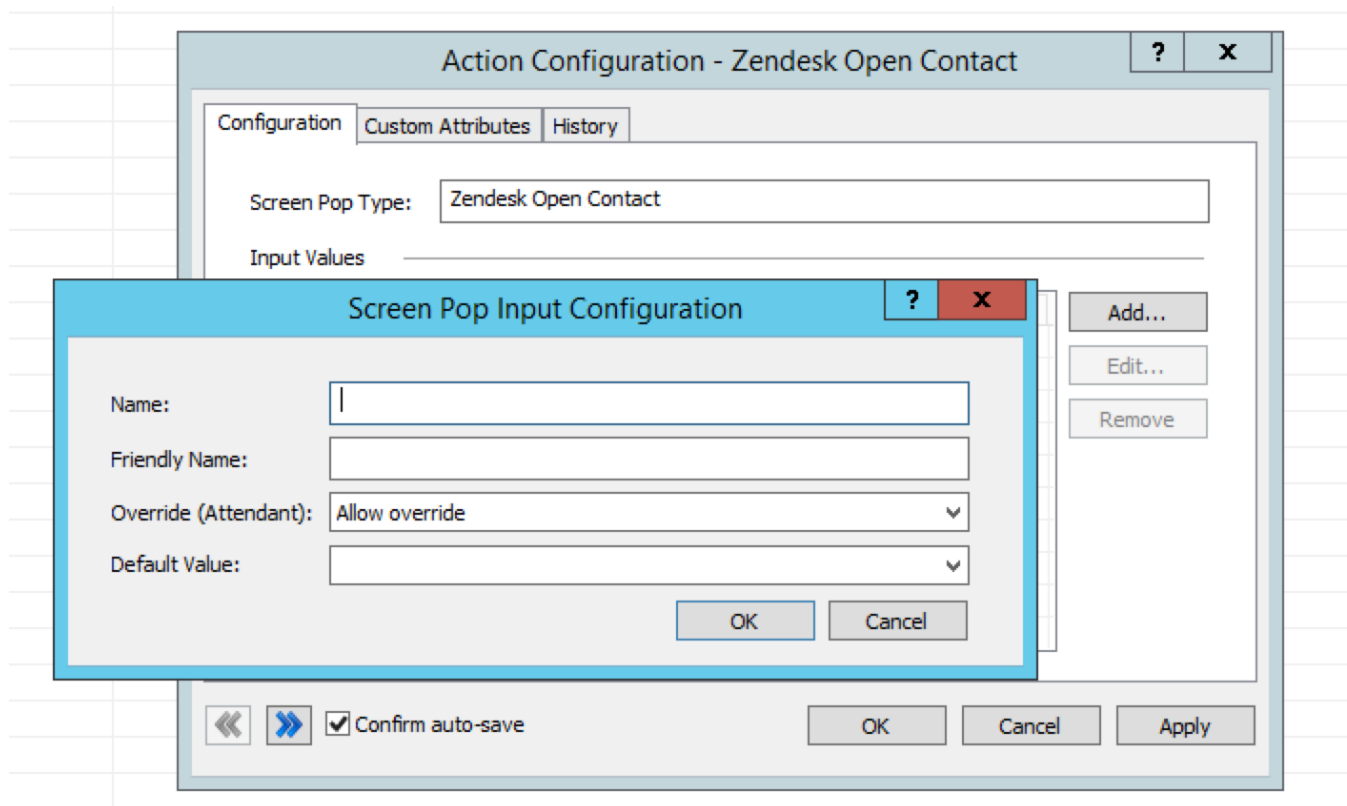 Action Configuration - Zendesk Open Contact
? x
Configuration Custom Attributes History
Screen Pop Type: Zendesk Open Contact
Input Values
Screen Pop Input Configuration
? x
Add...
Edit...
Remove
Name:
Friendly Name:
Override (Attendant): Allow override
Default Value:
OK Cancel
Confirm auto-save
OK Cancel Apply